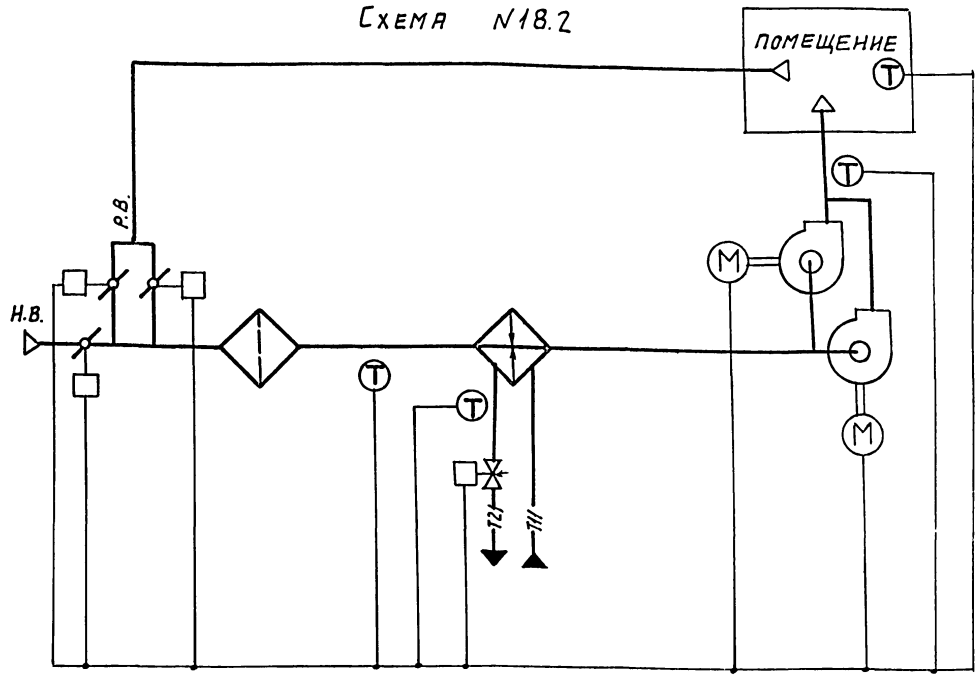 СХЕМА N18.2
ПОМЕЩЕНИЕ
Т
Т
Р.В.
М
Н.В.
Т
Т
М
Т21
Т11